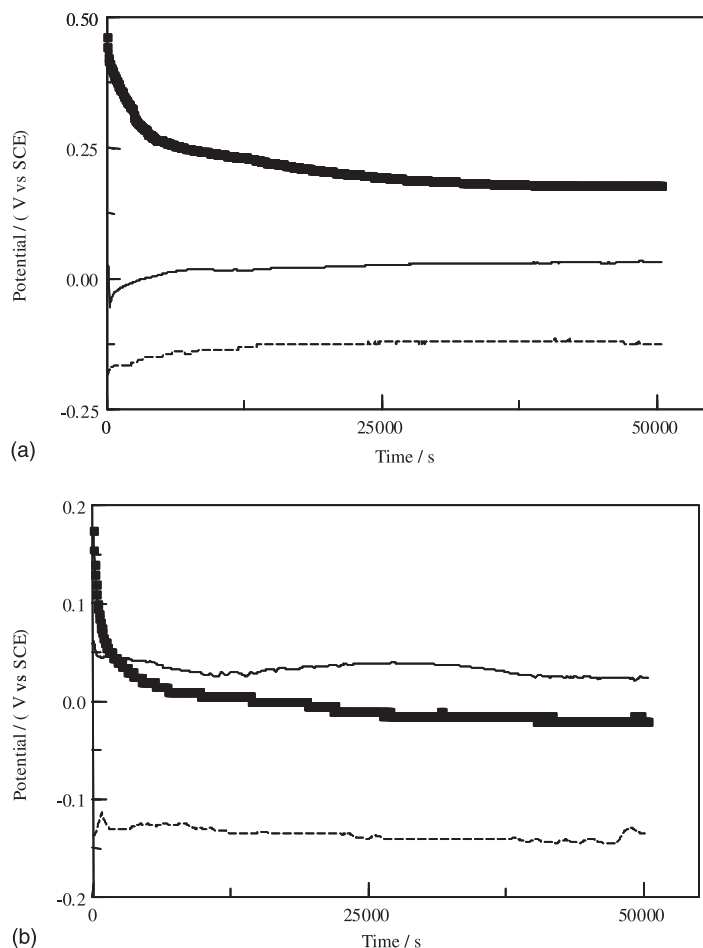 0.50
0.25
0.00
-0.25
Potential / ( V vs SCE)
0
25000
50000
Time / s
(a)
0.2
0.1
0.0
-0.1
-0.2
Potential / ( V vs SCE)
0
25000
50000
Time / s
(b)